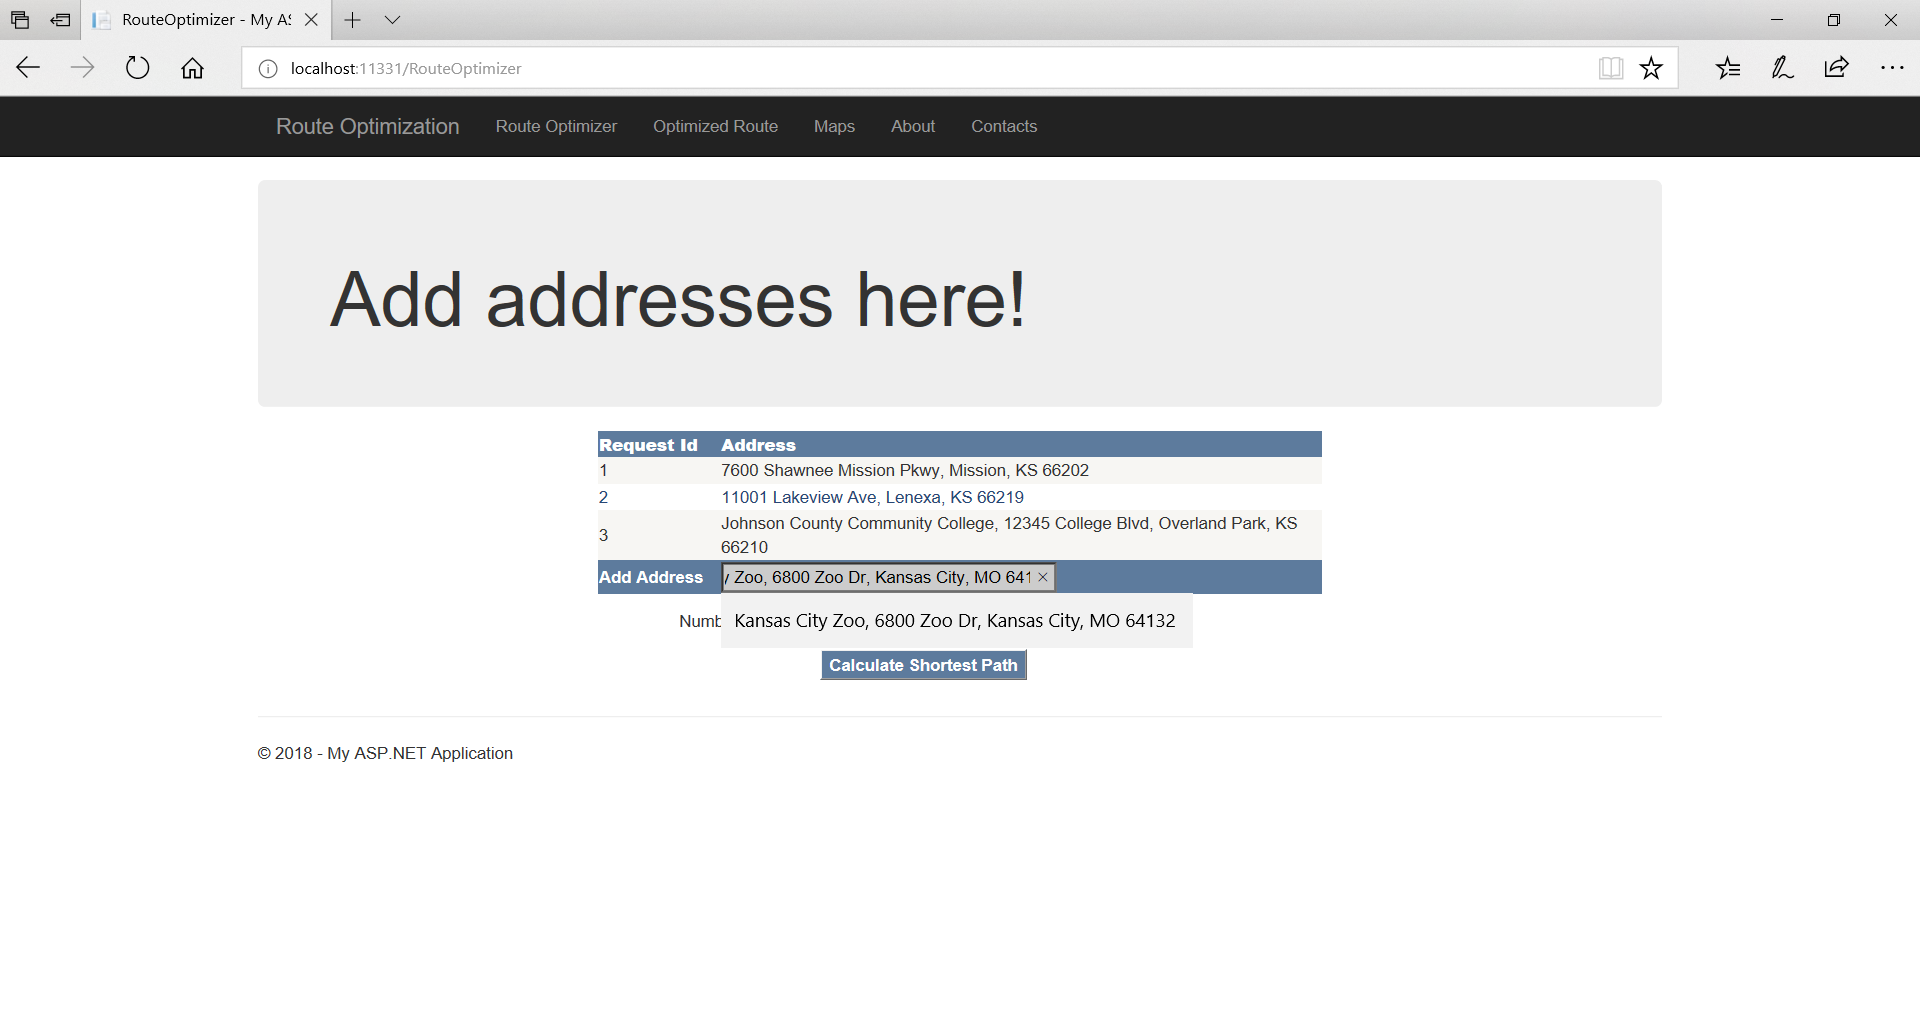 RouteOptimizer - My A
localhost:11331/RouteOptimizer
Route Optimization Route Optimizer Optimized Route Maps About Contacts
Add addresses here!
Request Id Address
1 7600 Shawnee Mission Pkwy, Mission, KS 66202
2 11001 Lakeview Ave, Lenexa, KS 66219
3 Johnson County Community College, 12345 College Blvd, Overland Park, KS
66210
Add Address y Zoo, 6800 Zoo Dr, Kansas City, MO 641
Numb Kansas City Zoo, 6800 Zoo Dr, Kansas City, MO 64132
Calculate Shortest Path
© 2018 - My ASP.NET Application